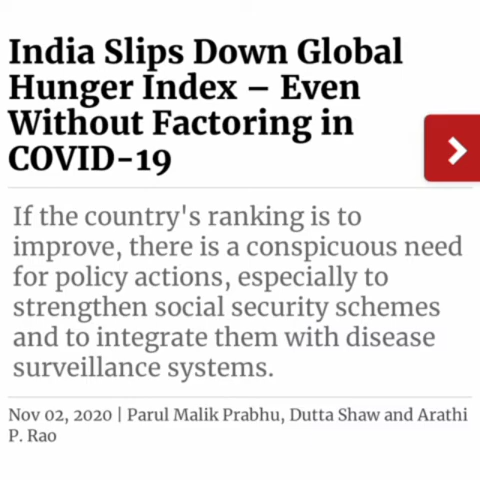 India Slips Down Global
Hunger Index – Even
Without Factoring in
COVID-19
If the country's ranking is to
improve, there is a conspicuous need
for policy actions, especially to
strengthen social security schemes
and to integrate them with disease
surveillance systems.
Nov 02, 2020 | Parul Malik Prabhu, Dutta Shaw and Arathi
P. Rao